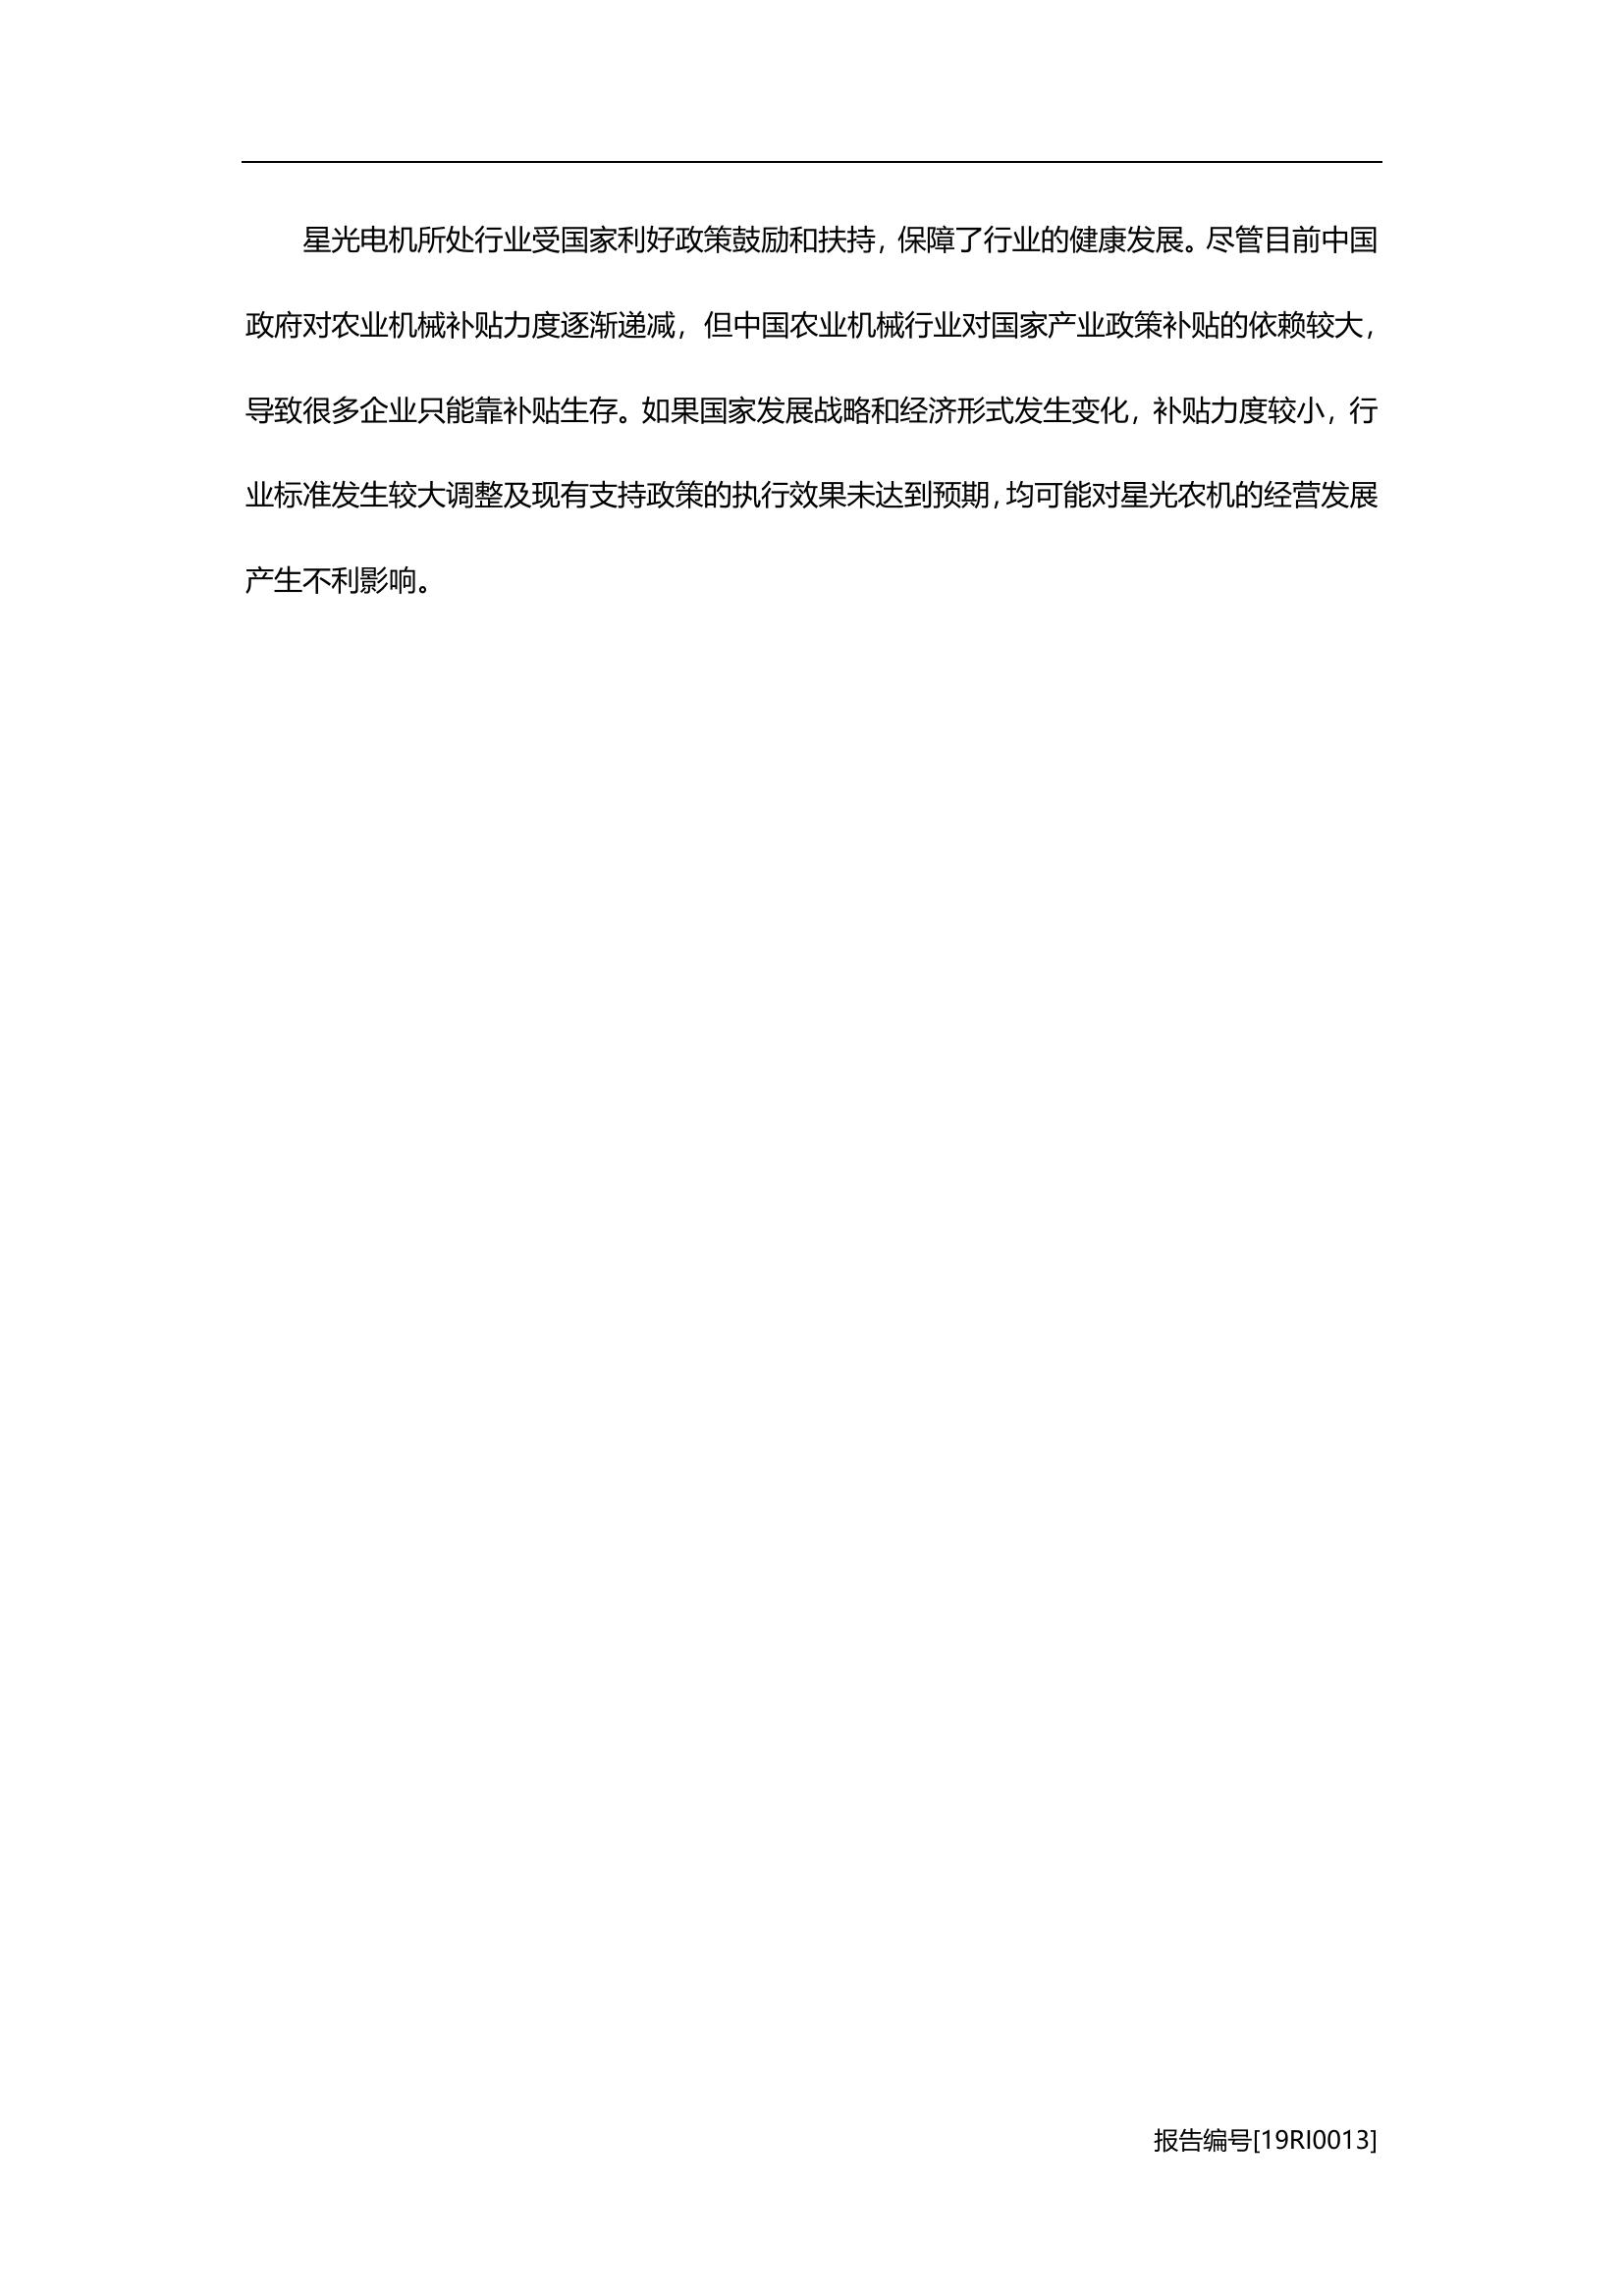 星光电机所处行业受国家利好政策鼓励和扶持，保障了行业的健康发展。尽管目前中国
政府对农业机械补贴力度逐渐递减，但中国农业机械行业对国家产业政策补贴的依赖较大，
导致很多企业只能靠补贴生存。如果国家发展战略和经济形式发生变化，补贴力度较小，行
业标准发生较大调整及现有支持政策的执行效果未达到预期，均可能对星光农机的经营发展
产生不利影响。
报告编号[19RI0013]